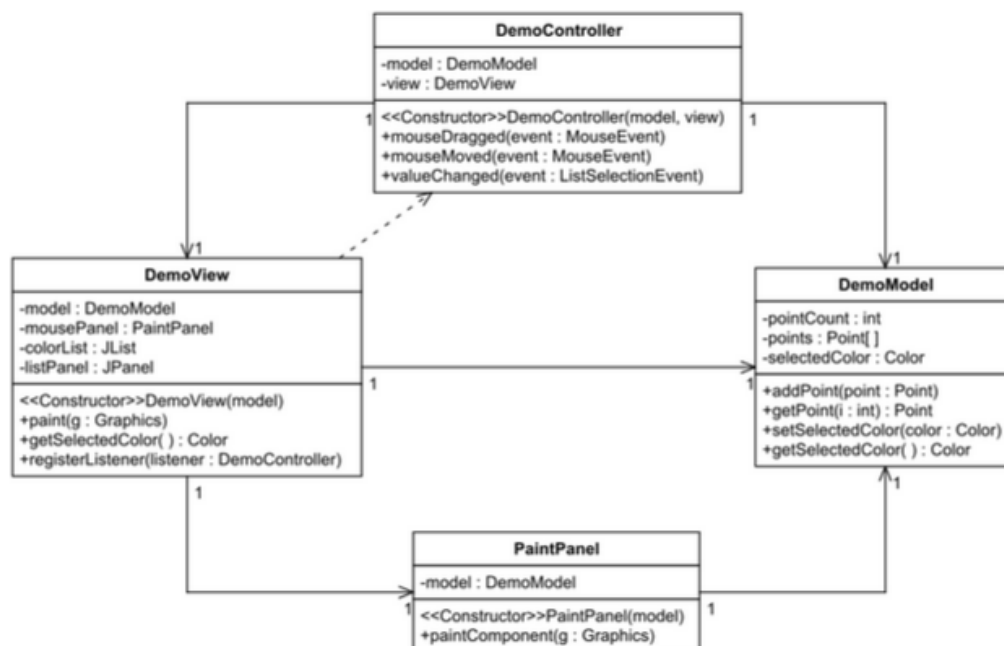 DemoController
-model : DemoModel
-view : DemoView
<<Constructor>>DemoController(model, view)
+mouseDragged(event : MouseEvent)
+mouseMoved(event : MouseEvent)
+valueChanged(event : ListSelectionEvent)
1
1
1
1
DemoView
-model : DemoModel
-mousePanel : PaintPanel
-colorList : JList
-listPanel : JPanel
<<Constructor>>DemoView(model)
+paint(g : Graphics)
+getSelectedColor( ) : Color
+registerListener(listener : DemoController)
1
1
DemoModel
-pointCount : int
-points : Point[ ]
-selectedColor : Color
+addPoint(point : Point)
+getPoint(i : int) : Point
+setSelectedColor(color : Color)
+getSelectedColor( ) : Color
1
1
PaintPanel
-model : DemoModel
<<Constructor>>PaintPanel(model)
+paintComponent(g : Graphics)
1
1